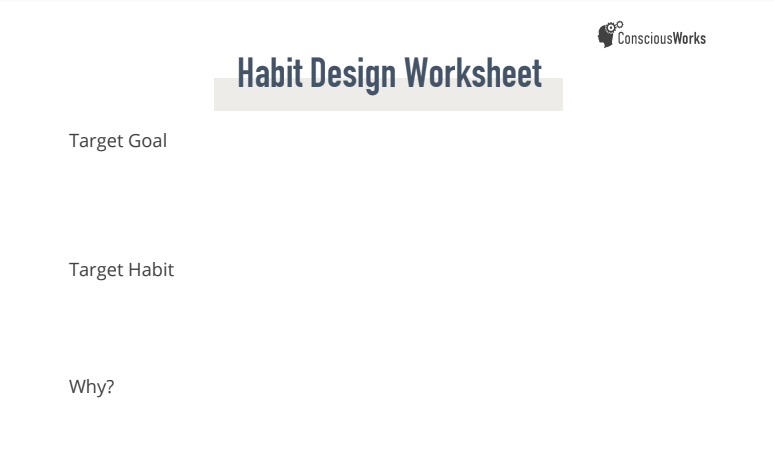 ConsciousWorks
Habit Design Worksheet
Target Goal
Target Habit
Why?